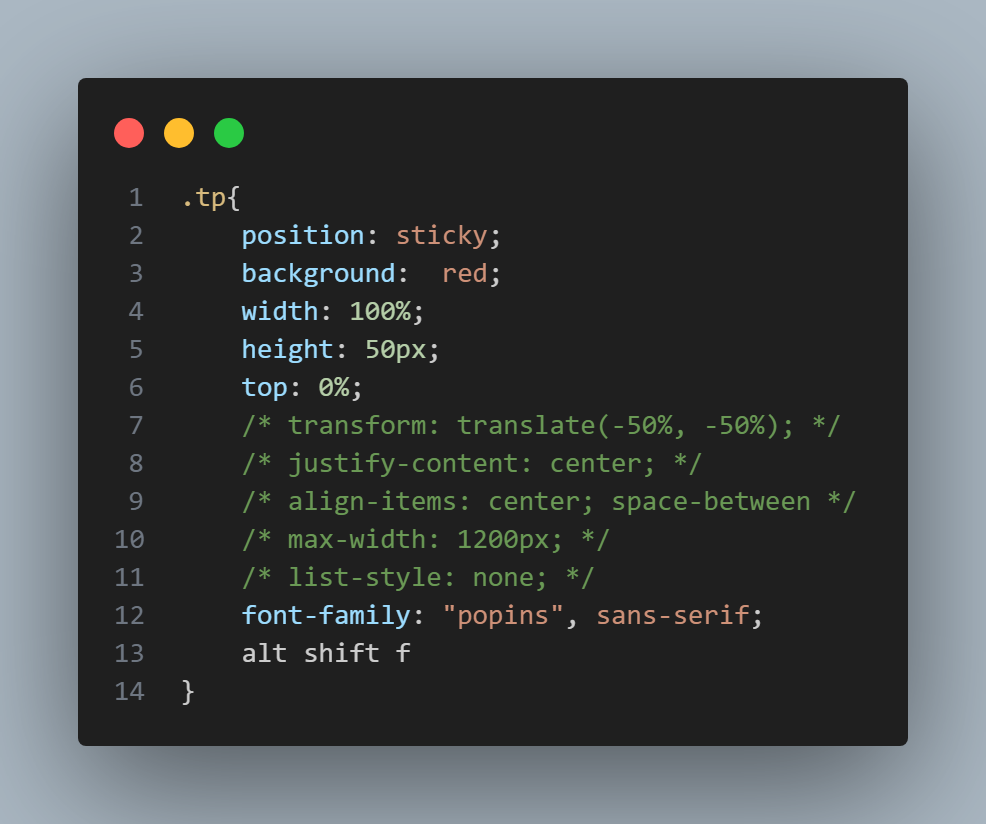 1 .tp{
2 position: sticky;
3 background:  red;
4 width: 100%;
5 height: 50px;
6 top: 0%;
7 /* transform: translate(-50%, -50%); */
8 /* justify-content: center; */
9 /* align-items: center; space-between */
10 /* max-width: 1200px; */
11 /* list-style: none; */
12 font-family: "popins", sans-serif;
13 alt shift f
14 }